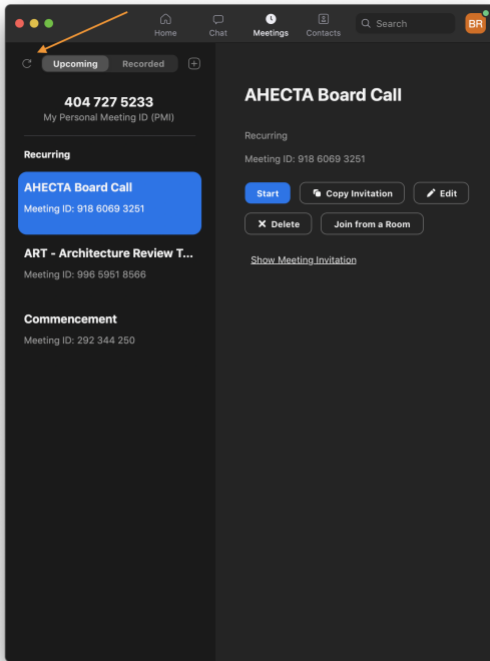 Home
Chat
Meetings
Contacts
Search
BR
Upcoming
Recorded
404 727 5233
My Personal Meeting ID (PMI)
Recurring
AHECTA Board Call
Meeting ID: 918 6069 3251
ART - Architecture Review T...
Meeting ID: 996 5951 8566
Commencement
Meeting ID: 292 344 250
AHECTA Board Call
Recurring
Meeting ID: 918 6069 3251
Start
Copy Invitation
Edit
Delete
Join from a Room
Show Meeting Invitation